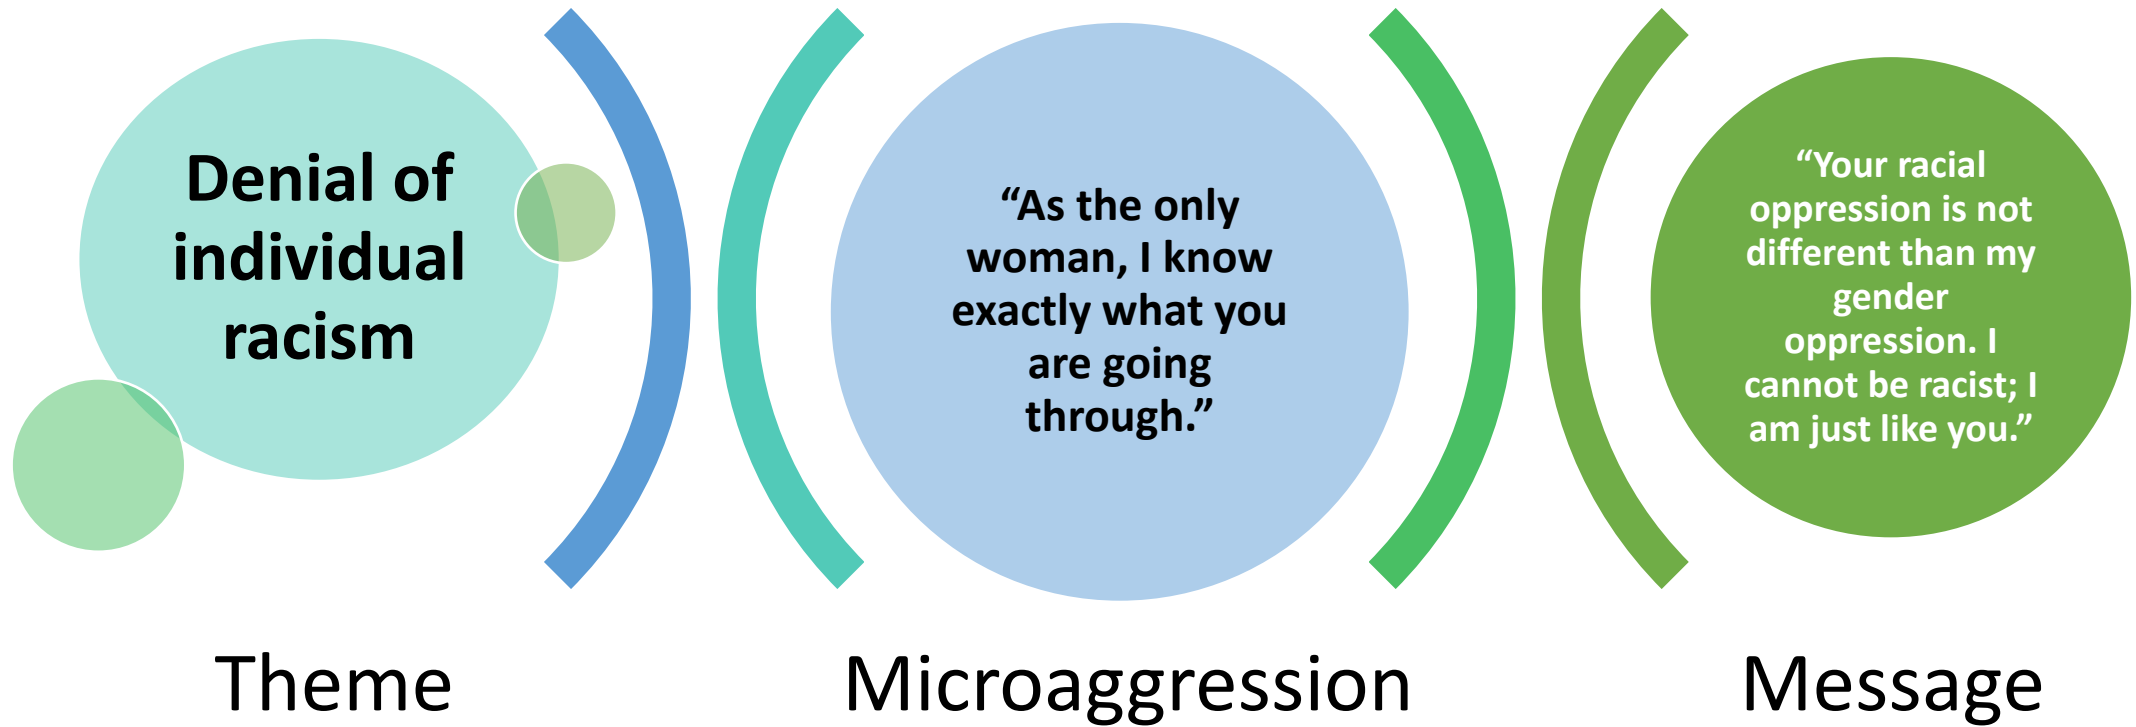 Denial of
individual
racism
“As the only
woman, I know
exactly what you
are going
through.”
“Your racial
oppression is not
different than my
gender
oppression. I
cannot be racist; I
am just like you.”
Theme
Microaggression
Message